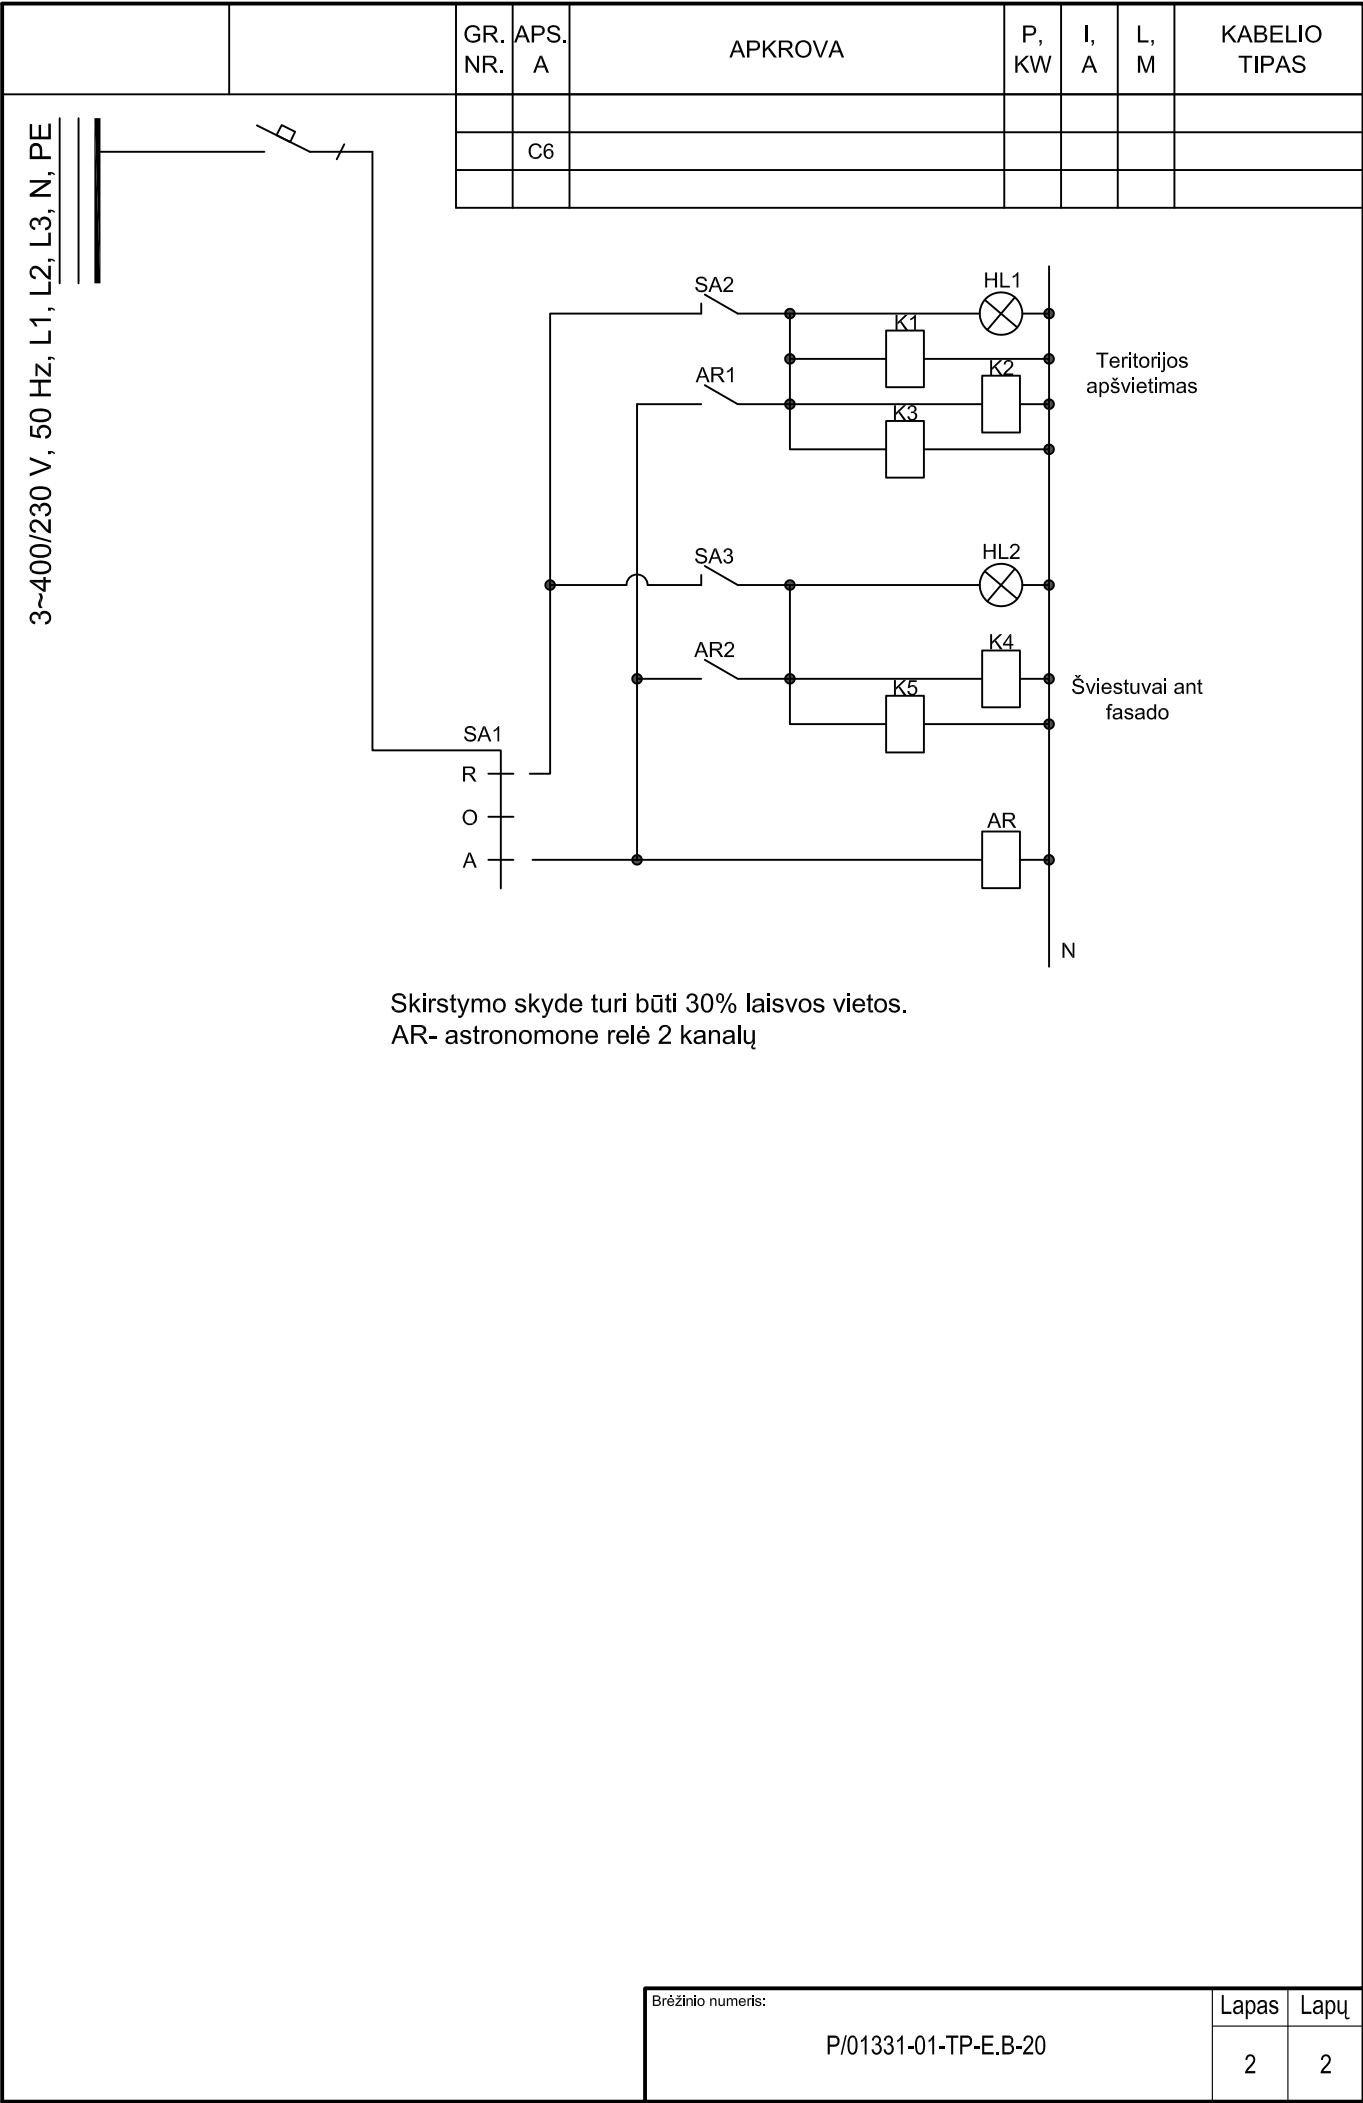 GR. NR.
APS. A
APKROVA
P, KW
I, A
L, M
KABELIO TIPAS
C6
3~400/230 V, 50 Hz, L1, L2, L3, N, PE
SA2
HL1
K1
Teritorijos
apšvietimas
K2
AR1
K3
SA3
HL2
AR2
K4
K5
Šviestuvai ant
fasado
SA1
R
O
A
AR
N
Skirstymo skyde turi būti 30% laisvos vietos.
AR- astronomone relė 2 kanalų
Brėžinio numeris:
P/01331-01-TP-E.B-20
Lapas
Lapų
2
2